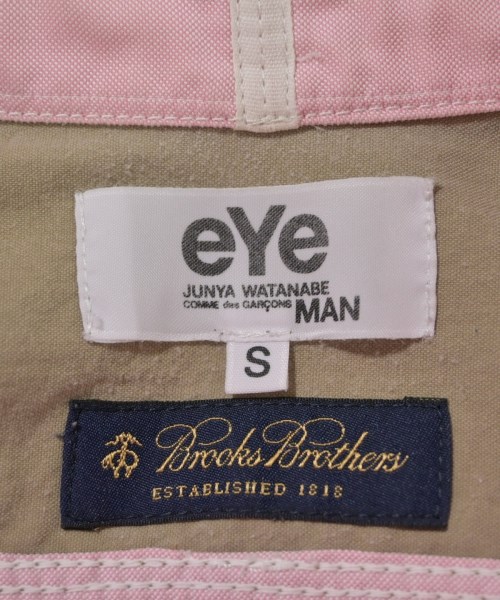 eYe
JUNYA WATANABE
COMME des GARÇONS MAN
S
Brooks Brothers
ESTABLISHED 1818